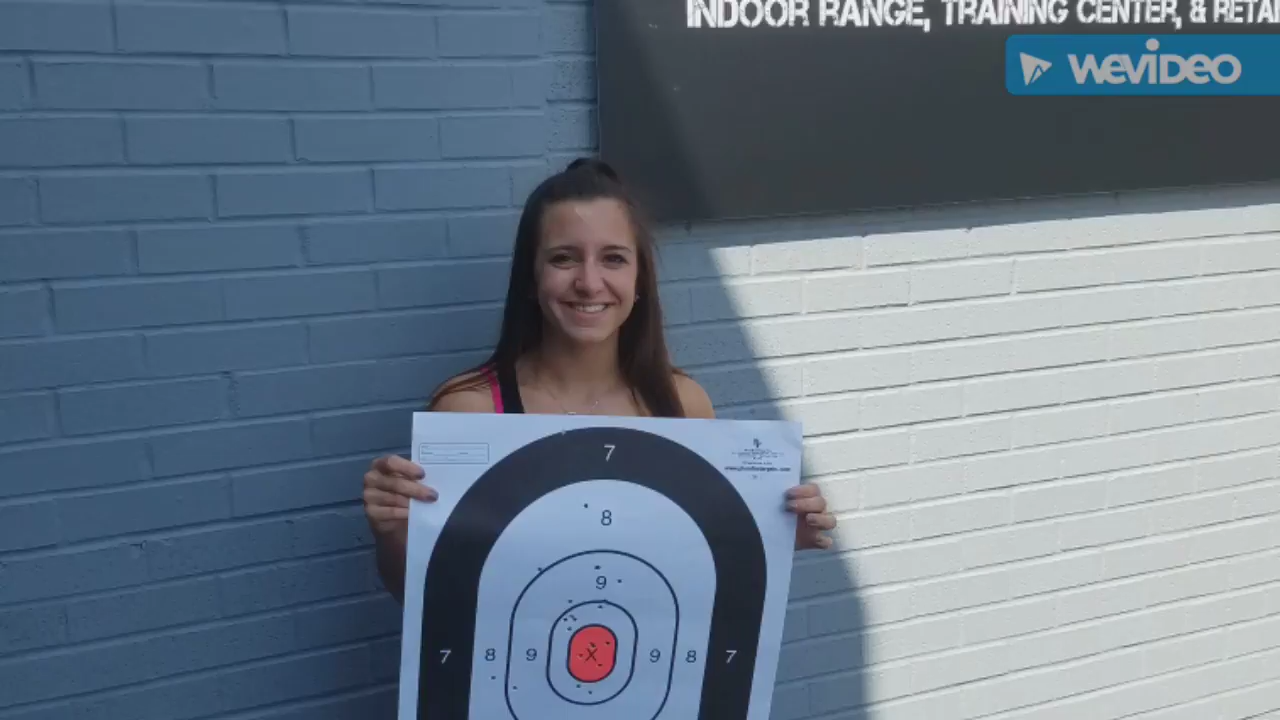 INDOOR RANGE, TRAINING CENTER, & RETAI
WEVIDEO
7
8
9
7 8 9 X 9 8 7